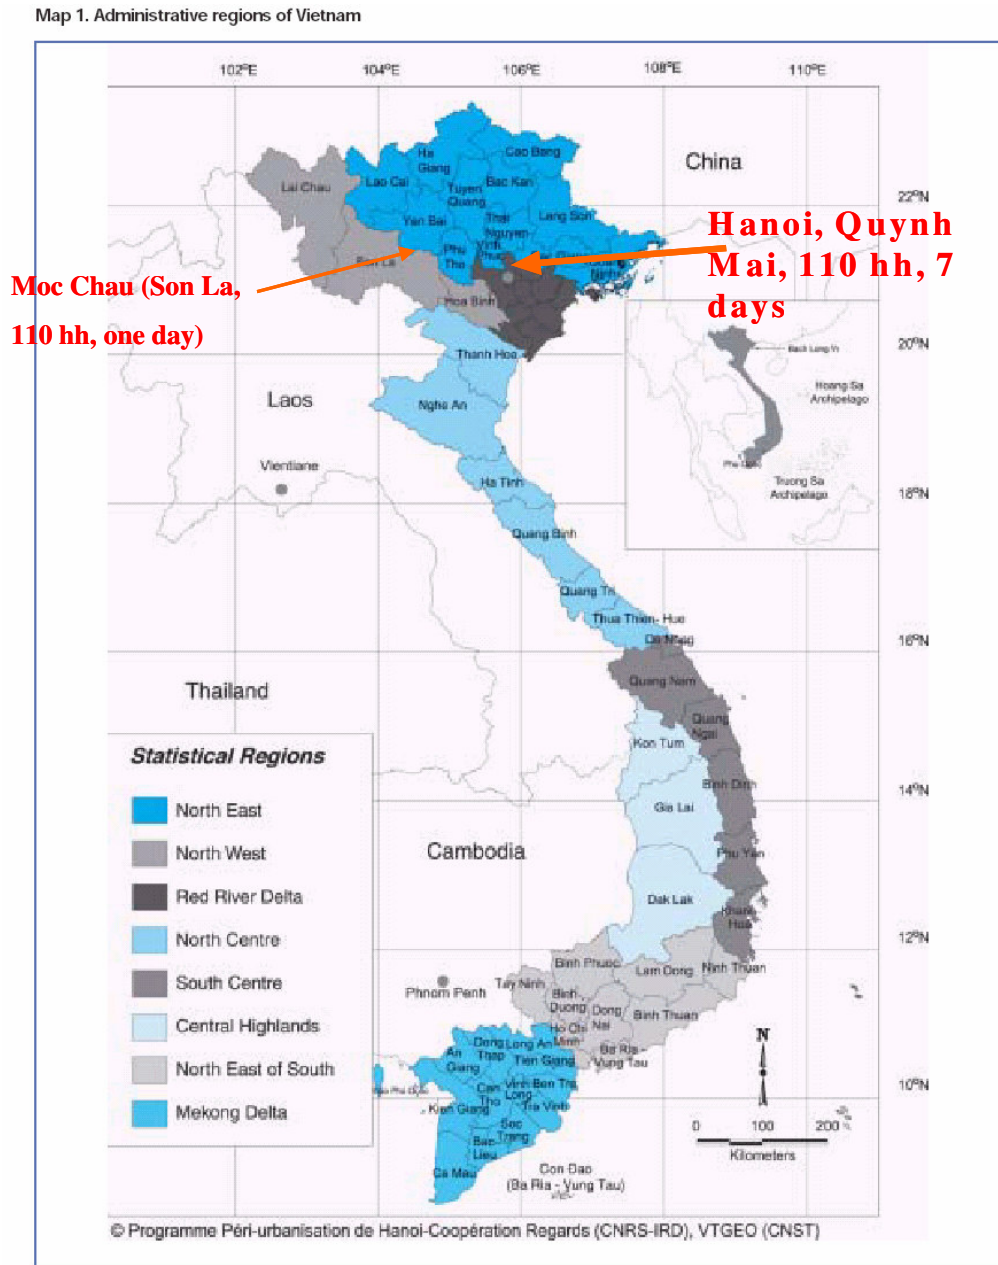 Map 1. Administrative regions of Vietnam
102°E
104°E
106°E
108°E
110°E
China
Ha
Giang
Cao Bang
Lao Cai
Bac Kan
Tuyen
Quang
Lai Chau
22°N
Yen Bai
Thai
Nguyen
Lang Son
Phu
Tho
Vinh
Phuc
Ninh
Hanoi, Quynh
Mai, 110 hh, 7
days
Son La
Moc Chau (Son La,
110 hh, one day)
Hoa Binh
20°N
Thanh Hoa
Bach Long Vi
Hoang Sa
Archipelago
Laos
Nghe An
Vientiane
Phu Quoc
Truong Sa
Archipelago
Ha Tinh
18°N
Quang Binh
Quang Tri
Thua Thien- Hue
Da Nang
16°N
Thailand
Quang Nam
Quang
Ngai
Kon Tum
Statistical Regions
North East
North West
Red River Delta
North Centre
South Centre
Central Highlands
North East of South
Mekong Delta
Binh Dinh
14°N
Gia Lai
Cambodia
Phu Yen
Dak Lak
Khanh
Hoa
12°N
Binh Phuoc
Lam Dong
Ninh Thuan
Phnom Penh
Tay Ninh
Binh
Duong
Dong
Nai
Binh Thuan
Ho Chi
Minh
Ba Ria -
Vung Tau
Dong
Thap
Long An
An
Giang
Tien Giang
Can
Tho
Vinh
Long
Ben Tre
Kien Giang
Tra Vinh
Soc
Trang
Bac
Lieu
Ca Mau
Con Dao
(Ba Ria - Vung Tau)
10°N
N
0 100 200
Kilometers
© Programme Péri-urbanisation de Hanoi-Coopération Regards (CNRS-IRD), VTGEO (CNST)